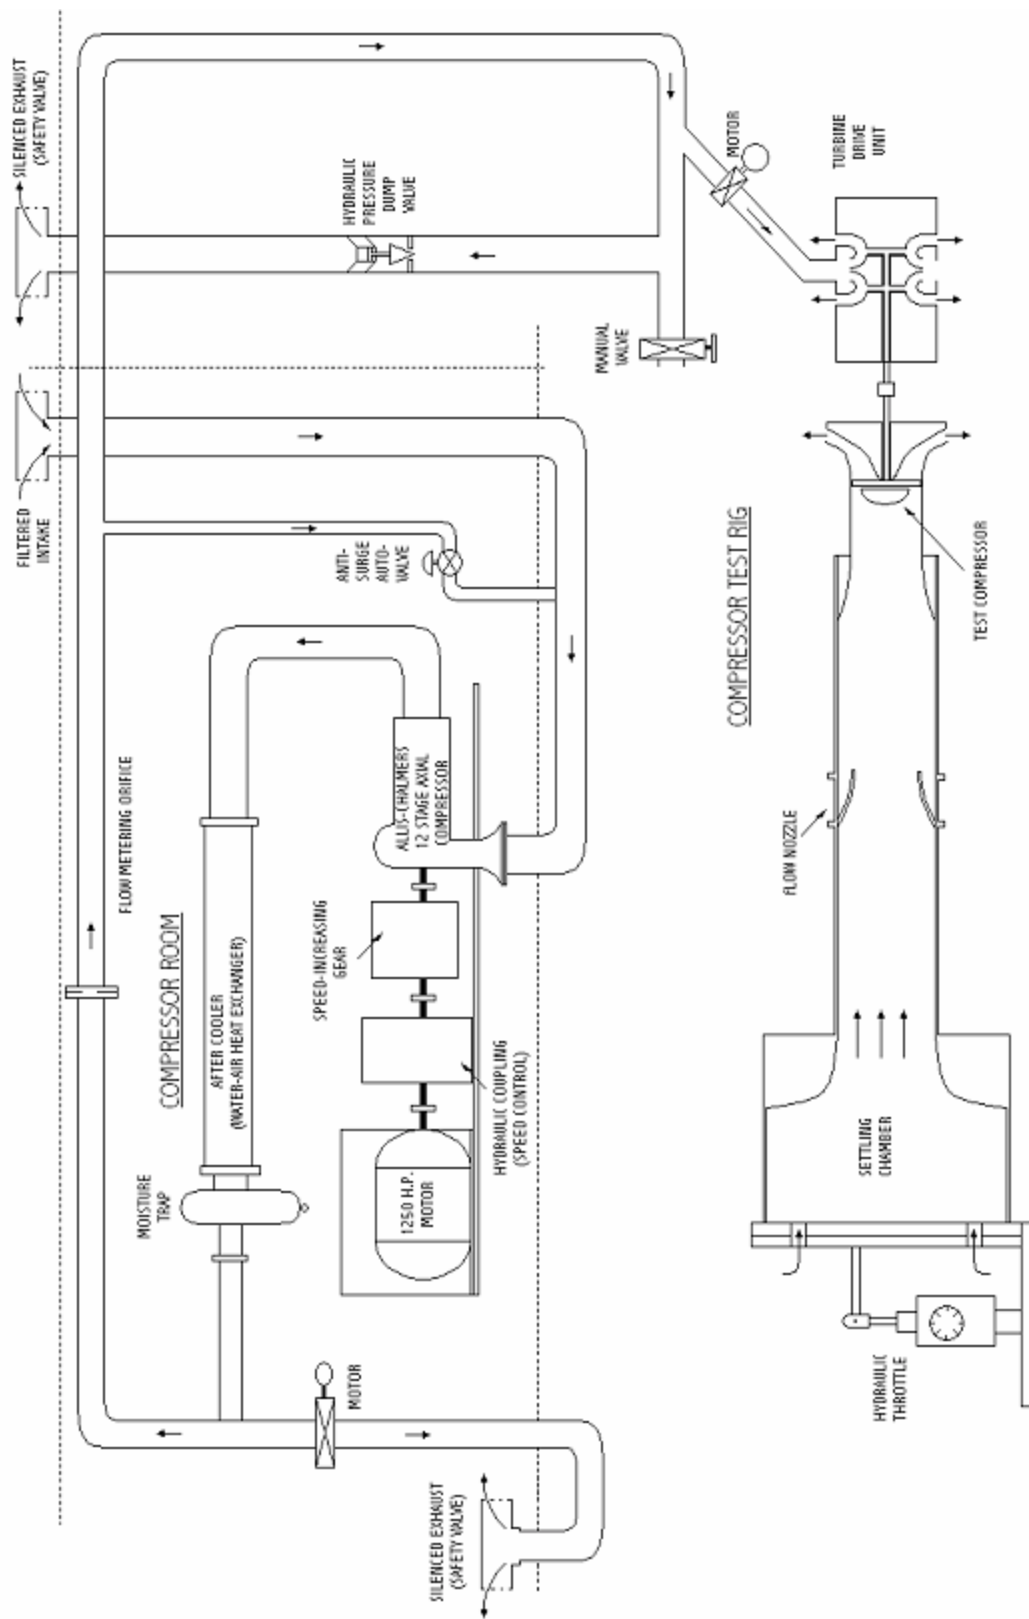 SILENCED EXHAUST
(SAFETY VALVE)
FILTERED
INTAKE
HYDRAULIC
PRESSURE
DUMP
VALVE
MOTOR
TURBINE
DRIVE
UNIT
MANUAL
VALVE
ANTI-
SURGE
AUTO-
VALVE
COMPRESSOR TEST RIG
TEST COMPRESSOR
FLOW METERING ORIFICE
ALLIS-CHALMERS
12 STAGE AXIAL
COMPRESSOR
FLOW NOZZLE
COMPRESSOR ROOM
AFTER COOLER
(WATER-AIR HEAT EXCHANGER)
SPEED-INCREASING
GEAR
HYDRAULIC COUPLING
(SPEED CONTROL)
MOISTURE
TRAP
1250 H.P.
MOTOR
SETTLING
CHAMBER
MOTOR
HYDRAULIC
THROTTLE
SILENCED EXHAUST
(SAFETY VALVE)